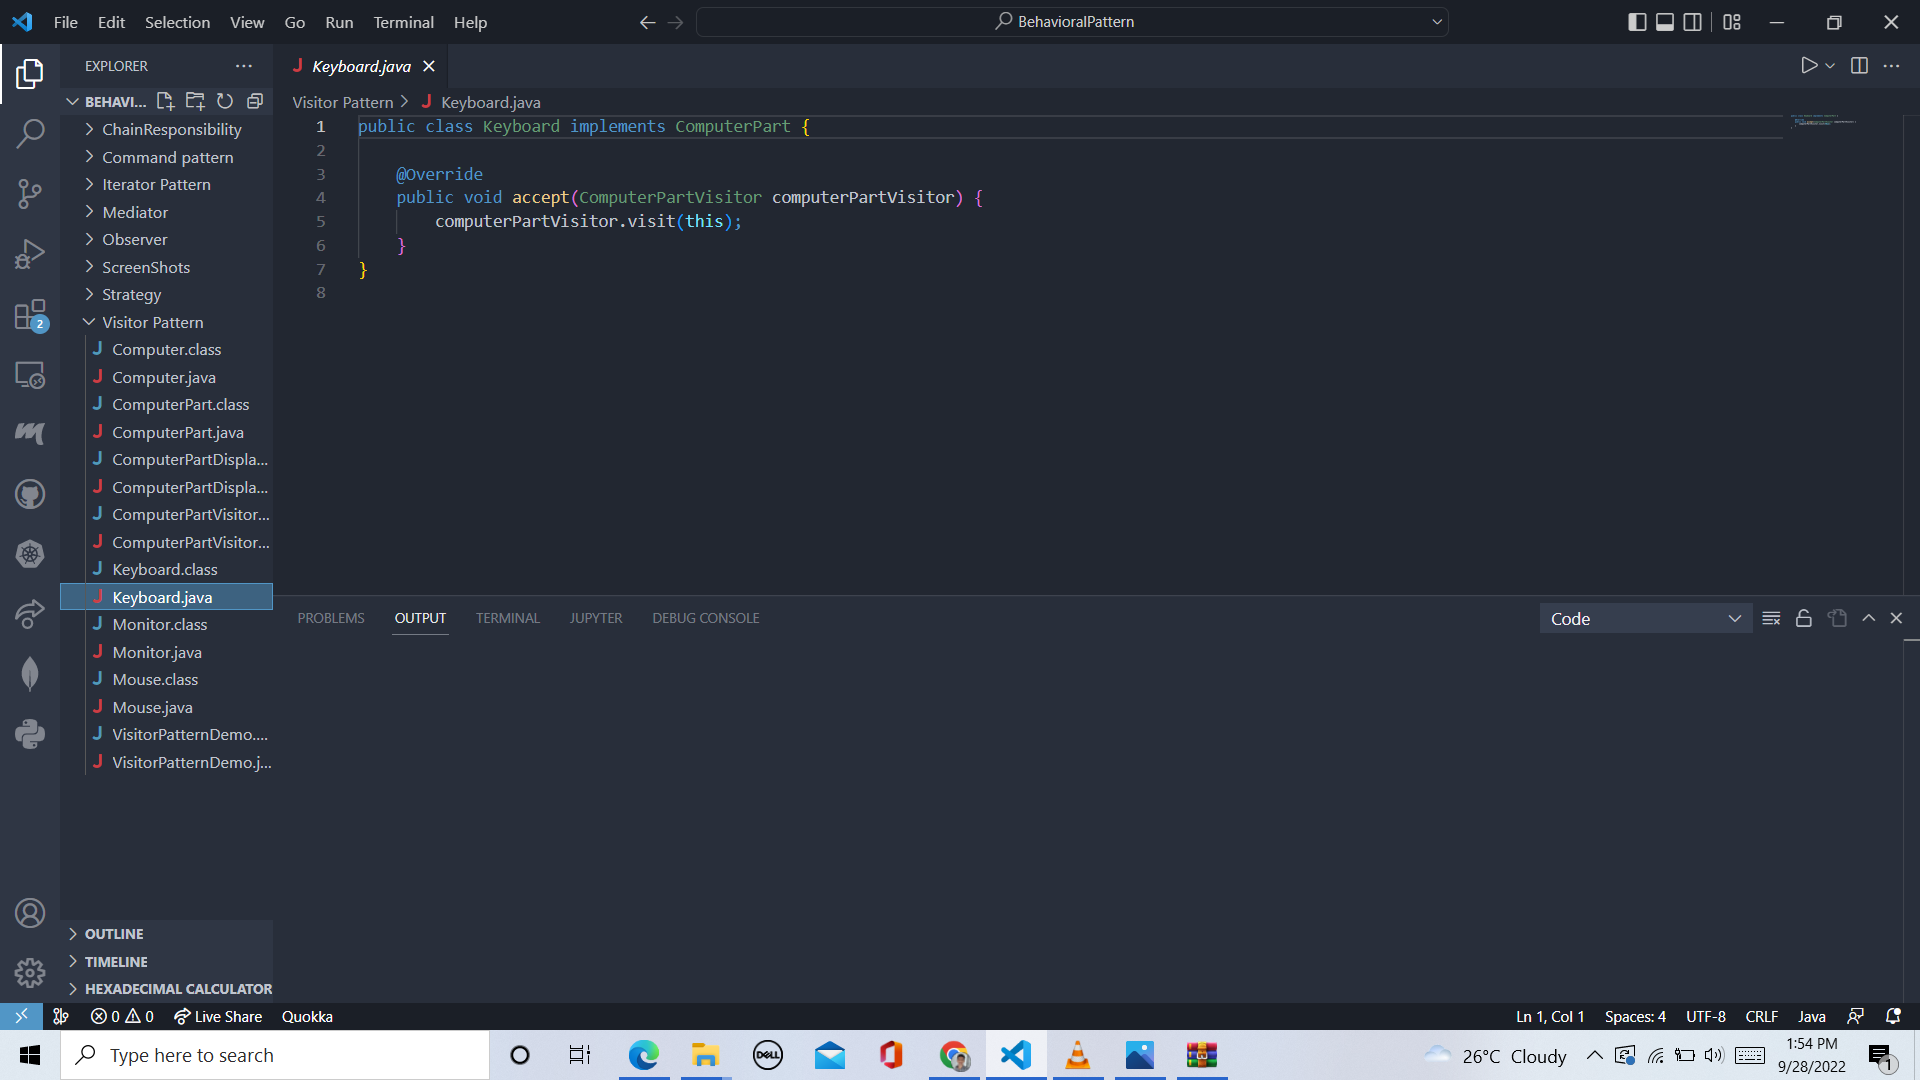 File Edit Selection View Go Run Terminal Help
BehavioralPattern
EXPLORER
Keyboard.java
BEHAVI...
Visitor Pattern > Keyboard.java
ChainResponsibility
Command pattern
Iterator Pattern
Mediator
Observer
ScreenShots
Strategy
Visitor Pattern
Computer.class
Computer.java
ComputerPart.class
ComputerPart.java
ComputerPartDispla...
ComputerPartDispla...
ComputerPartVisitor...
ComputerPartVisitor...
Keyboard.class
Keyboard.java
Monitor.class
Monitor.java
Mouse.class
Mouse.java
VisitorPatternDemo....
VisitorPatternDemo.j...
OUTLINE
TIMELINE
HEXADECIMAL CALCULATOR
1 public class Keyboard implements ComputerPart {
2
3 @Override
4 public void accept(ComputerPartVisitor computerPartVisitor) {
5 computerPartVisitor.visit(this);
6 }
7 }
8
PROBLEMS OUTPUT TERMINAL JUPYTER DEBUG CONSOLE
Code
2
0 0 Live Share Quokka
Ln 1, Col 1 Spaces: 4 UTF-8 CRLF Java
Type here to search
DELL
26°C Cloudy
1:54 PM
9/28/2022
1